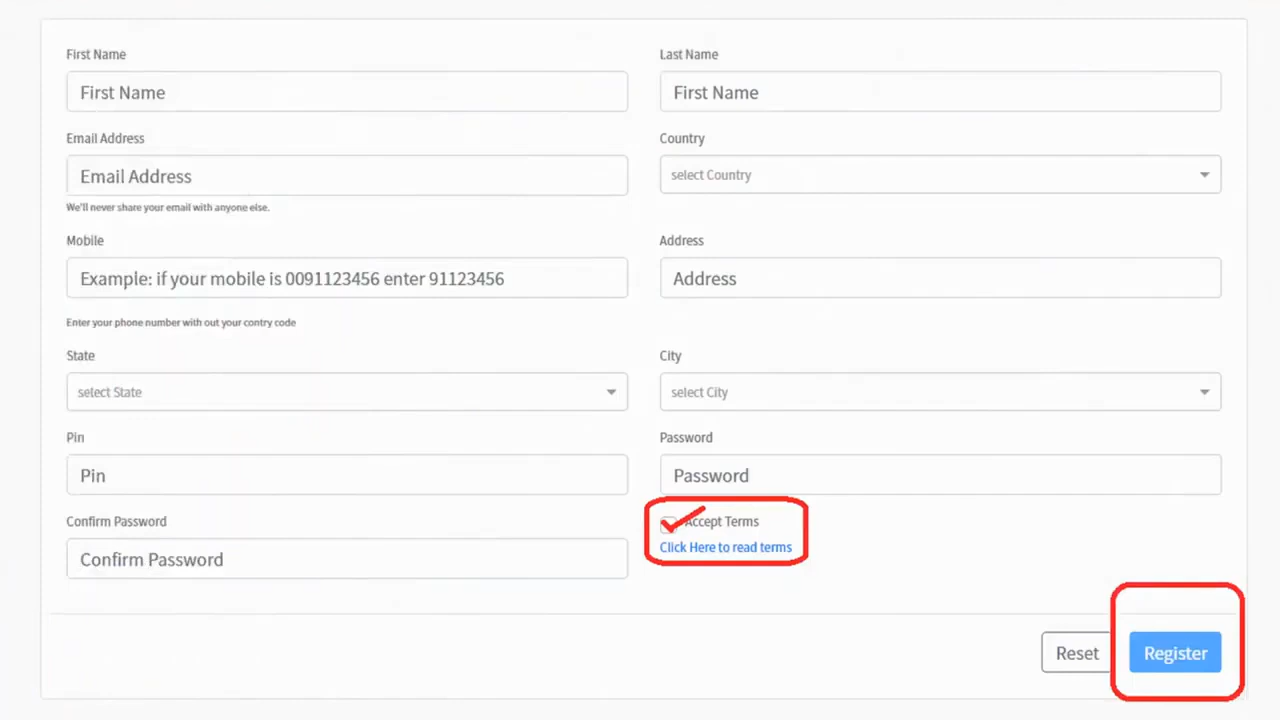 First Name
Last Name
First Name
First Name
Email Address
Country
Email Address
select Country
We'll never share your email with anyone else.
Mobile
Address
Example: if your mobile is 0091123456 enter 91123456
Address
Enter your phone number with out your contry code
State
City
select State
select City
Pin
Password
Pin
Password
Confirm Password
Accept Terms
Click Here to read terms
Confirm Password
Reset
Register